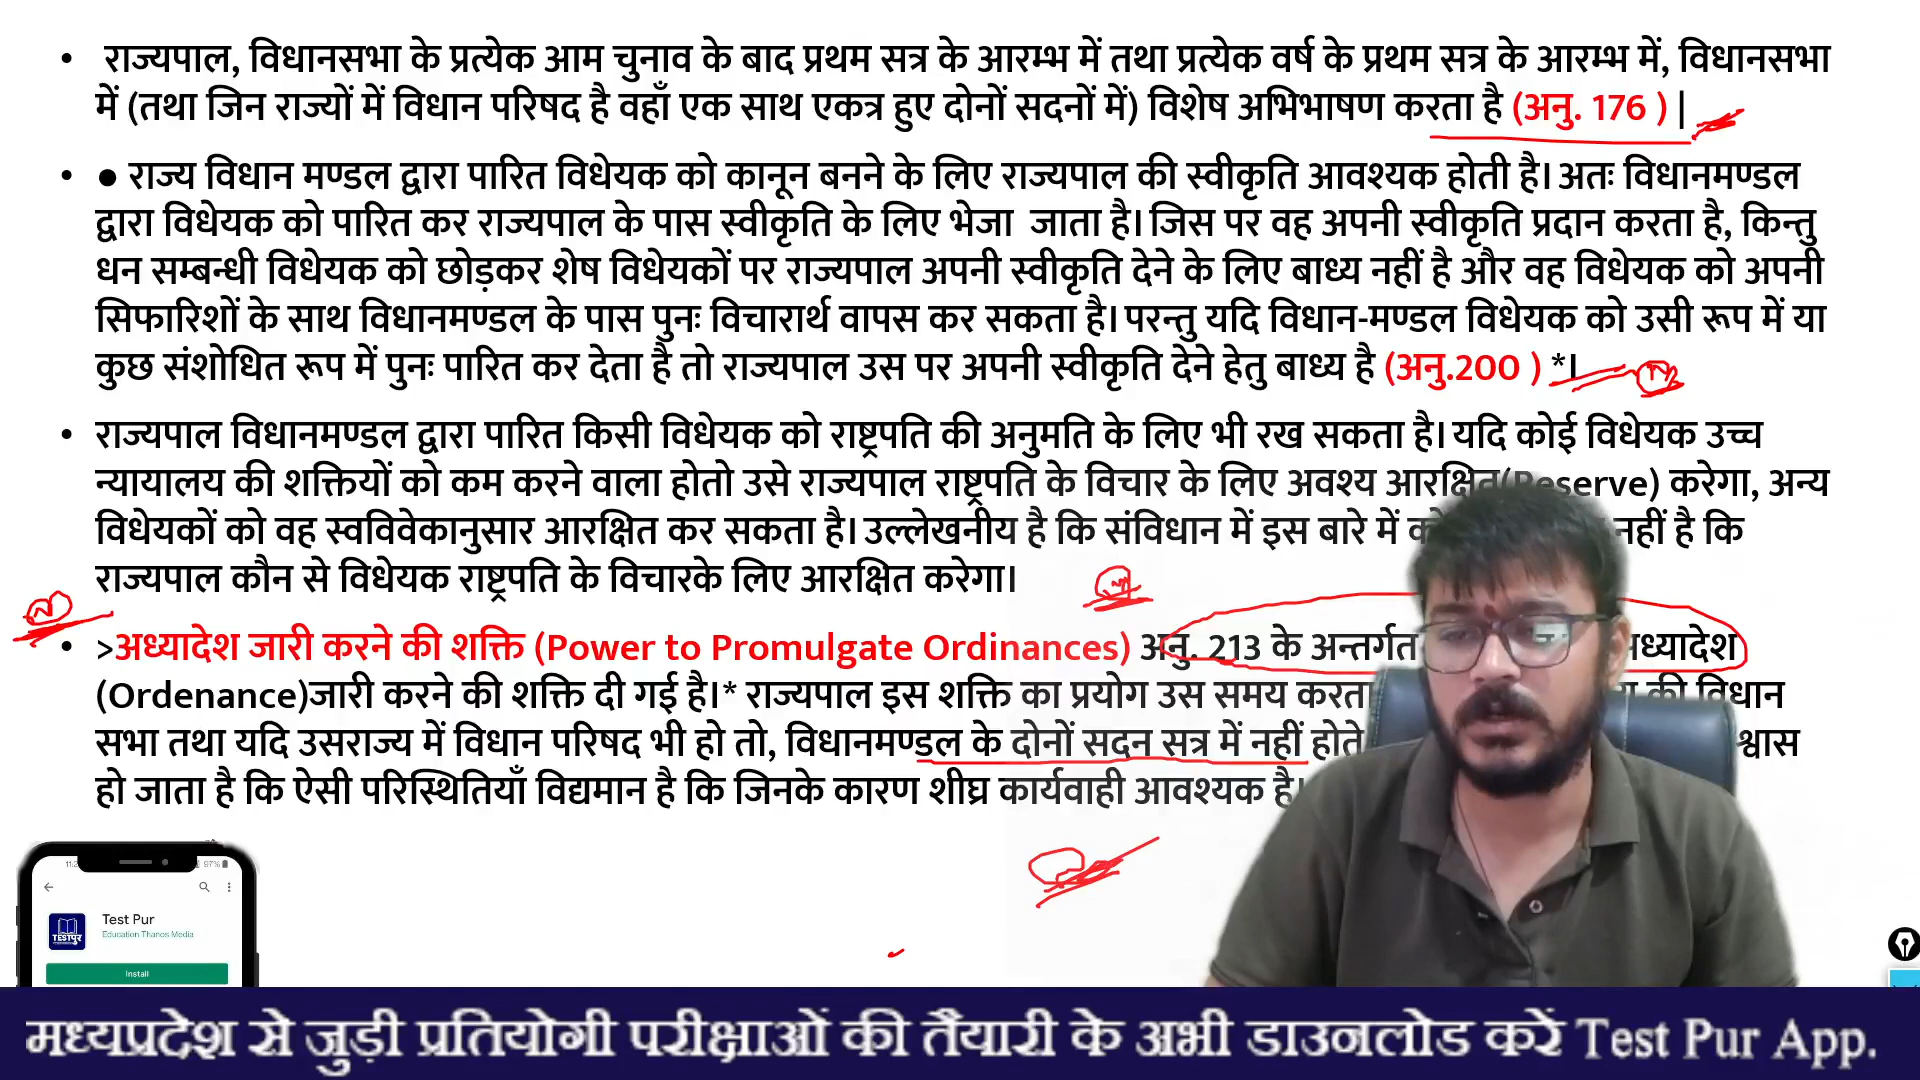 • राज्यपाल, विधानसभा के प्रत्येक आम चुनाव के बाद प्रथम सत्र के आरम्भ में तथा प्रत्येक वर्ष के प्रथम सत्र के आरम्भ में, विधानसभा
में (तथा जिन राज्यों में विधान परिषद है वहाँ एक साथ एकत्र हुए दोनों सदनों में) विशेष अभिभाषण करता है (अनु. 176 ) |
• ● राज्य विधान मण्डल द्वारा पारित विधेयक को कानून बनने के लिए राज्यपाल की स्वीकृति आवश्यक होती है। अतः विधानमण्डल
द्वारा विधेयक को पारित कर राज्यपाल के पास स्वीकृति के लिए भेजा जाता है। जिस पर वह अपनी स्वीकृति प्रदान करता है, किन्तु
धन सम्बन्धी विधेयक को छोड़कर शेष विधेयकों पर राज्यपाल अपनी स्वीकृति देने के लिए बाध्य नहीं है और वह विधेयक को अपनी
सिफारिशों के साथ विधानमण्डल के पास पुनः विचारार्थ वापस कर सकता है। परन्तु यदि विधान-मण्डल विधेयक को उसी रूप में या
कुछ संशोधित रूप में पुनः पारित कर देता है तो राज्यपाल उस पर अपनी स्वीकृति देने हेतु बाध्य है (अनु.200 ) *।
• राज्यपाल विधानमण्डल द्वारा पारित किसी विधेयक को राष्ट्रपति की अनुमति के लिए भी रख सकता है। यदि कोई विधेयक उच्च
न्यायालय की शक्तियों को कम करने वाला होतो उसे राज्यपाल राष्ट्रपति के विचार के लिए अवश्य आरक्षित(Reserve) करेगा, अन्य
विधेयकों को वह स्वविवेकानुसार आरक्षित कर सकता है। उल्लेखनीय है कि संविधान में इस बारे में नहीं है कि
राज्यपाल कौन से विधेयक राष्ट्रपति के विचारके लिए आरक्षित करेगा।
• >अध्यादेश जारी करने की शक्ति (Power to Promulgate Ordinances) अनु. 213 के अन्तर्गत अध्यादेश
(Ordenance)जारी करने की शक्ति दी गई है।* राज्यपाल इस शक्ति का प्रयोग उस समय करता की विधान
सभा तथा यदि उसराज्य में विधान परिषद भी हो तो, विधानमण्डल के दोनों सदन सत्र में नहीं होते
हो जाता है कि ऐसी परिस्थितियाँ विद्यमान है कि जिनके कारण शीघ्र कार्यवाही आवश्यक है।
97%
Test Pur
Education Thanos Media
Install
मध्यप्रदेश से जुड़ी प्रतियोगी परीक्षाओं की तैयारी के अभी डाउनलोड करें Test Pur App.